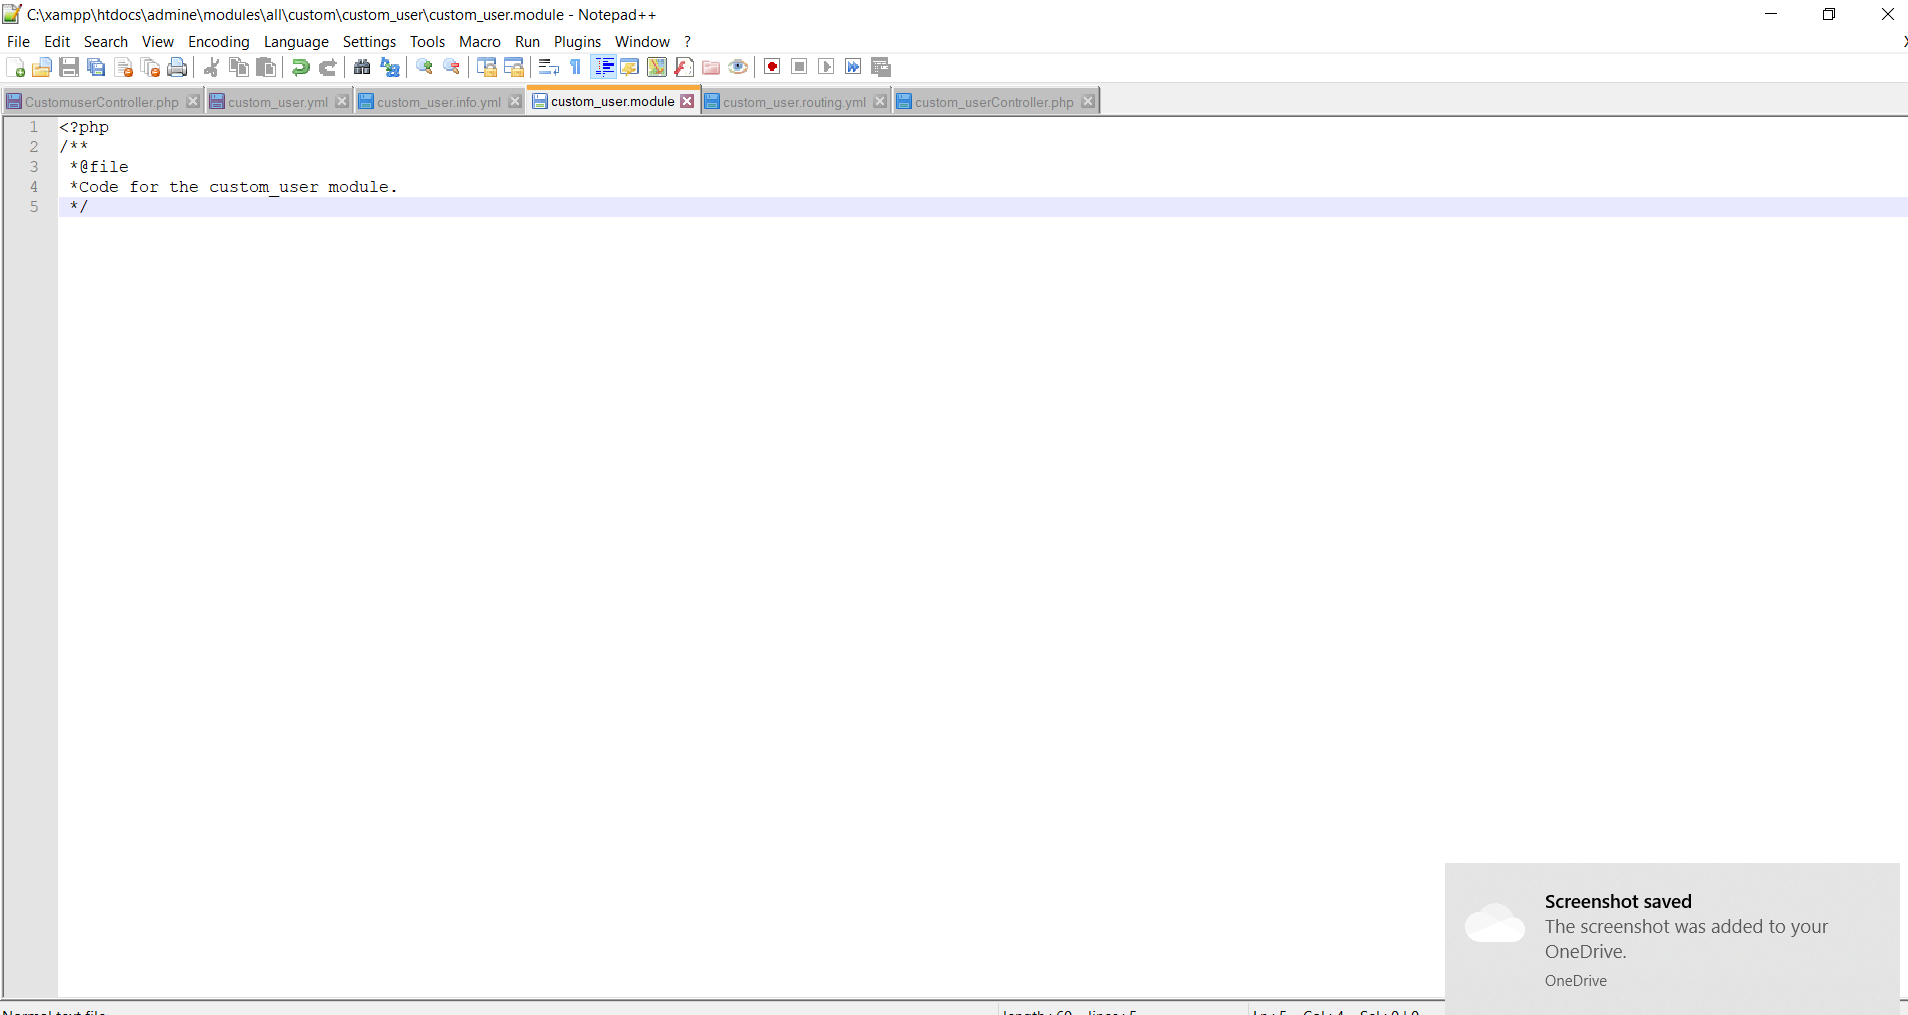 C:\xampp\htdocs\admine\modules\all\custom\custom_user\custom_user.module - Notepad++
File Edit Search View Encoding Language Settings Tools Macro Run Plugins Window ?
CustomuserController.php custom_user.yml custom_user.info.yml custom_user.module custom_user.routing.yml custom_userController.php
1 <?php
2 /**
3 *@file
4 *Code for the custom_user module.
5 */
Screenshot saved
The screenshot was added to your
OneDrive.
OneDrive
Normal text file